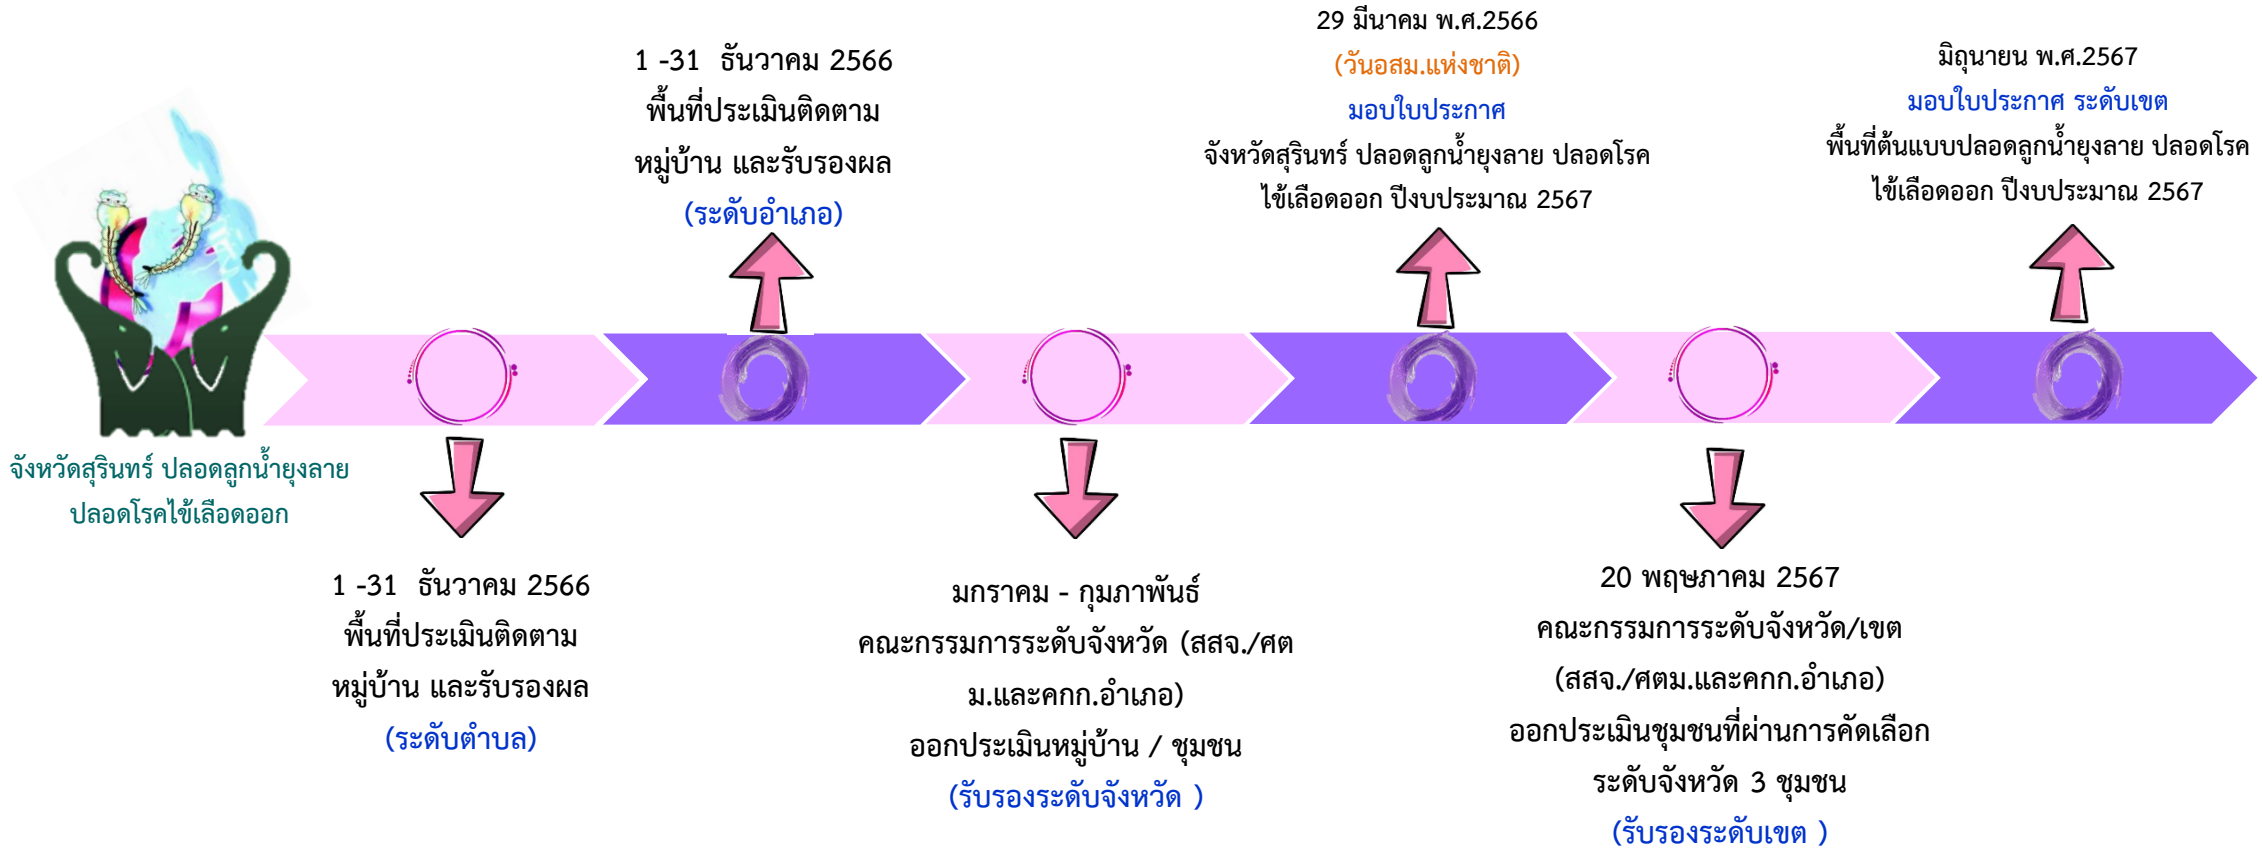 จังหวัดสุรินทร์ ปลอดลูกน้ำยุงลาย
ปลอดโรคไข้เลือดออก
1 -31 ธันวาคม 2566
พื้นที่ประเมินติดตาม
หมู่บ้าน และรับรองผล
(ระดับตำบล)
1 -31 ธันวาคม 2566
พื้นที่ประเมินติดตาม
หมู่บ้าน และรับรองผล
(ระดับอำเภอ)
มกราคม - กุมภาพันธ์
คณะกรรมการระดับจังหวัด (สสจ./ศต
ม.และคกก.อำเภอ)
ออกประเมินหมู่บ้าน / ชุมชน
(รับรองระดับจังหวัด )
29 มีนาคม พ.ศ.2566
(วันอสม.แห่งชาติ)
มอบใบประกาศ
จังหวัดสุรินทร์ ปลอดลูกน้ำยุงลาย ปลอดโรค
ไข้เลือดออก ปีงบประมาณ 2567
20 พฤษภาคม 2567
คณะกรรมการระดับจังหวัด/เขต
(สสจ./ศตม.และคกก.อำเภอ)
ออกประเมินชุมชนที่ผ่านการคัดเลือก
ระดับจังหวัด 3 ชุมชน
(รับรองระดับเขต )
มิถุนายน พ.ศ.2567
มอบใบประกาศ ระดับเขต
พื้นที่ต้นแบบปลอดลูกน้ำยุงลาย ปลอดโรค
ไข้เลือดออก ปีงบประมาณ 2567